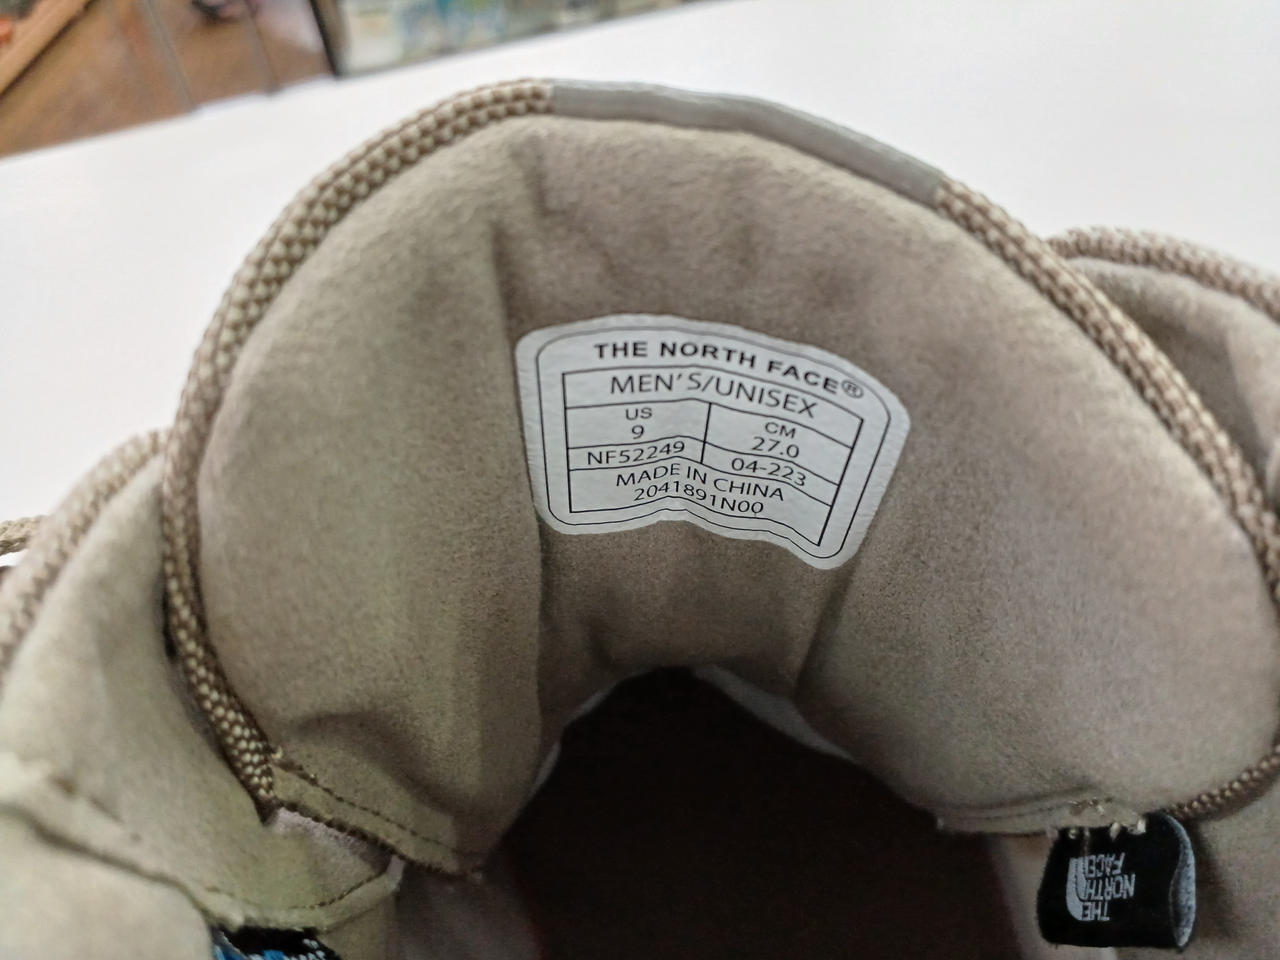 THE NORTH FACE®
MEN'S/UNISEX
US CM
9 27.0
NF52249 04-223
MADE IN CHINA
2041891N00
THE
NORTH
FACE